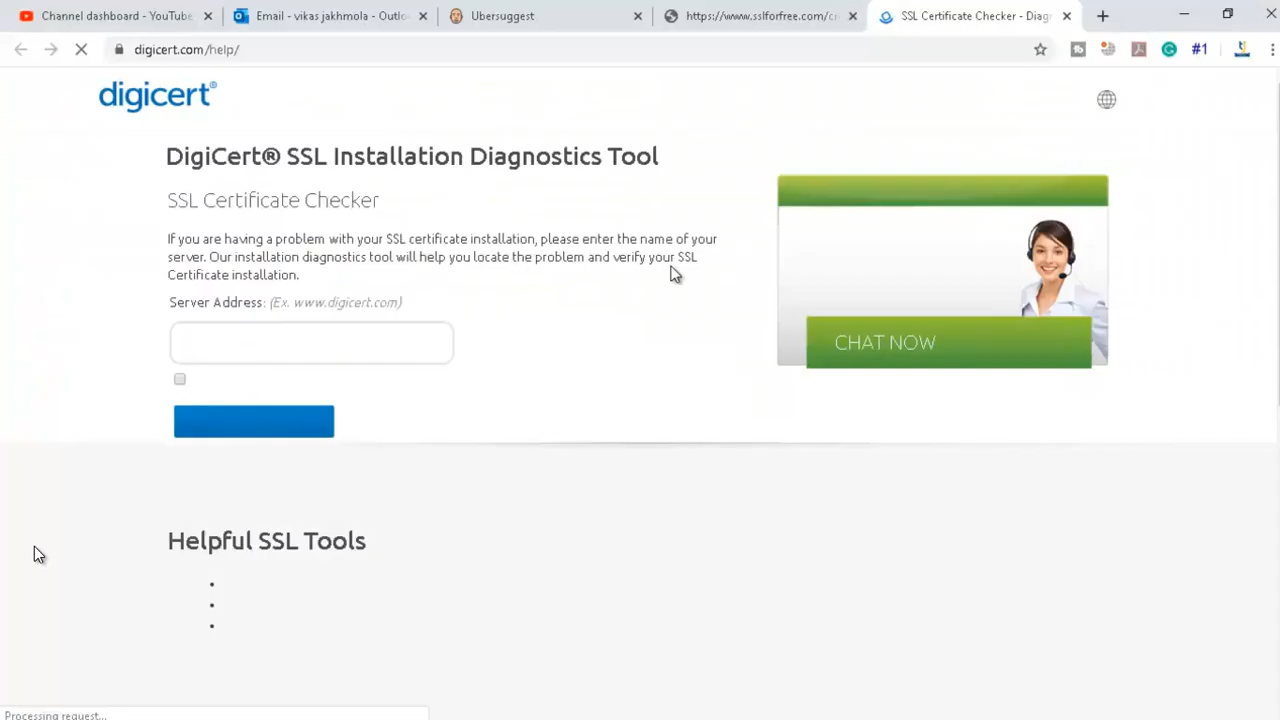 Channel dashboard - YouTube
Email - vikas jakhmola - Outlo
Ubersuggest
https://www.sslforfree.com/cr
SSL Certificate Checker - Diagn
digicert.com/help/
#1
digicert®
DigiCert® SSL Installation Diagnostics Tool
SSL Certificate Checker
If you are having a problem with your SSL certificate installation, please enter the name of your
server. Our installation diagnostics tool will help you locate the problem and verify your SSL
Certificate installation.
Server Address: (Ex. www.digicert.com)
CHAT NOW
Helpful SSL Tools
Processing request...